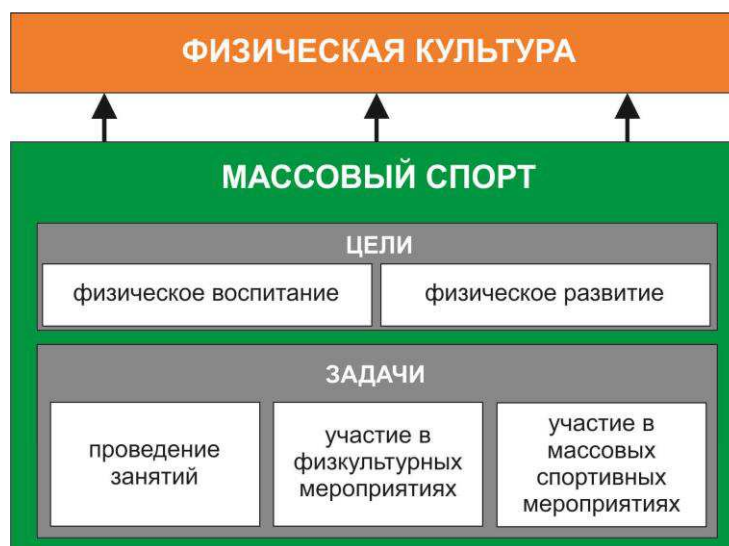 ФИЗИЧЕСКАЯ КУЛЬТУРА
МАССОВЫЙ СПОРТ
ЦЕЛИ
физическое воспитание
физическое развитие
ЗАДАЧИ
проведение
занятий
участие в
физкультурных
мероприятиях
участие в
массовых
спортивных
мероприятиях